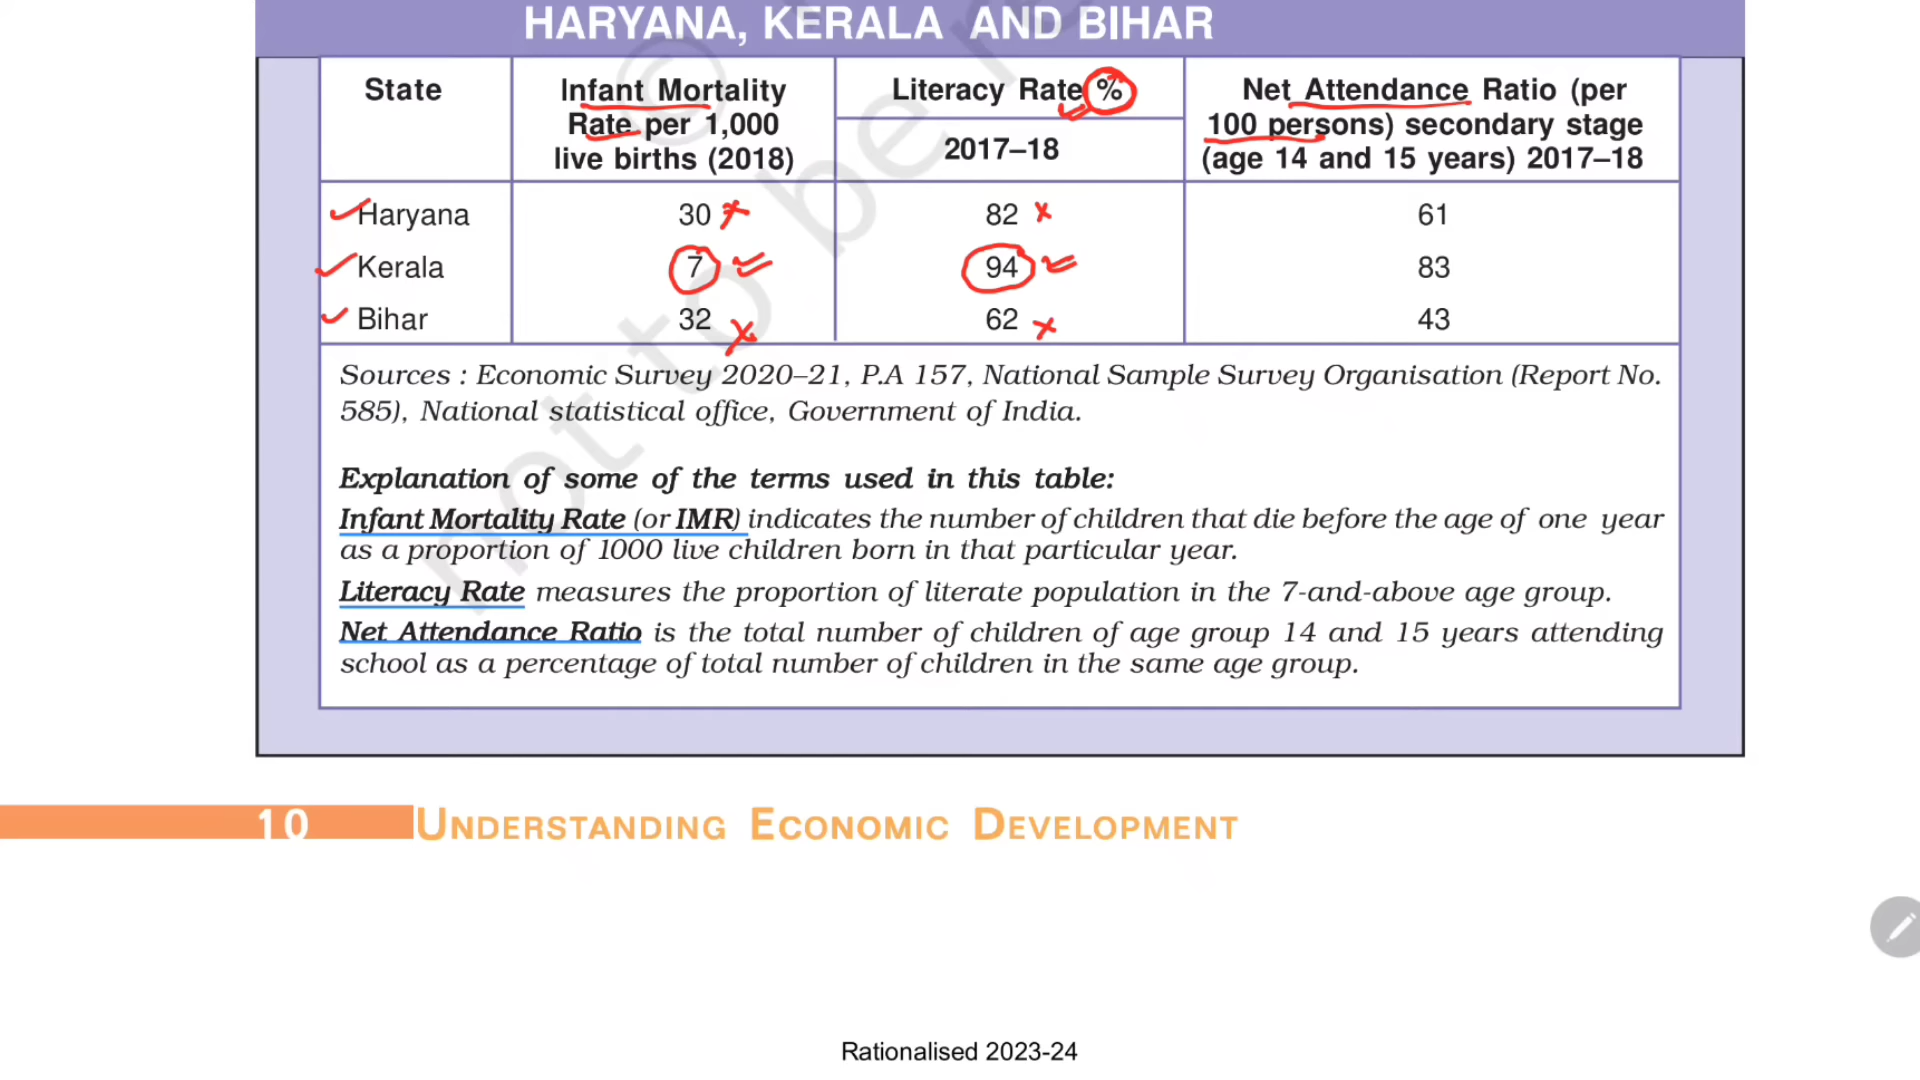 HARYANA, KERALA AND BIHAR
State
Infant Mortality
Rate per 1,000
live births (2018)
Literacy Rate %
2017–18
Net Attendance Ratio (per
100 persons) secondary stage
(age 14 and 15 years) 2017–18
Haryana 30 82 61
Kerala 7 94 83
Bihar 32 62 43
Sources : Economic Survey 2020–21, P.A 157, National Sample Survey Organisation (Report No.
585), National statistical office, Government of India.
Explanation of some of the terms used in this table:
Infant Mortality Rate (or IMR) indicates the number of children that die before the age of one year
as a proportion of 1000 live children born in that particular year.
Literacy Rate measures the proportion of literate population in the 7-and-above age group.
Net Attendance Ratio is the total number of children of age group 14 and 15 years attending
school as a percentage of total number of children in the same age group.
10 UNDERSTANDING ECONOMIC DEVELOPMENT
Rationalised 2023-24
© not to be re